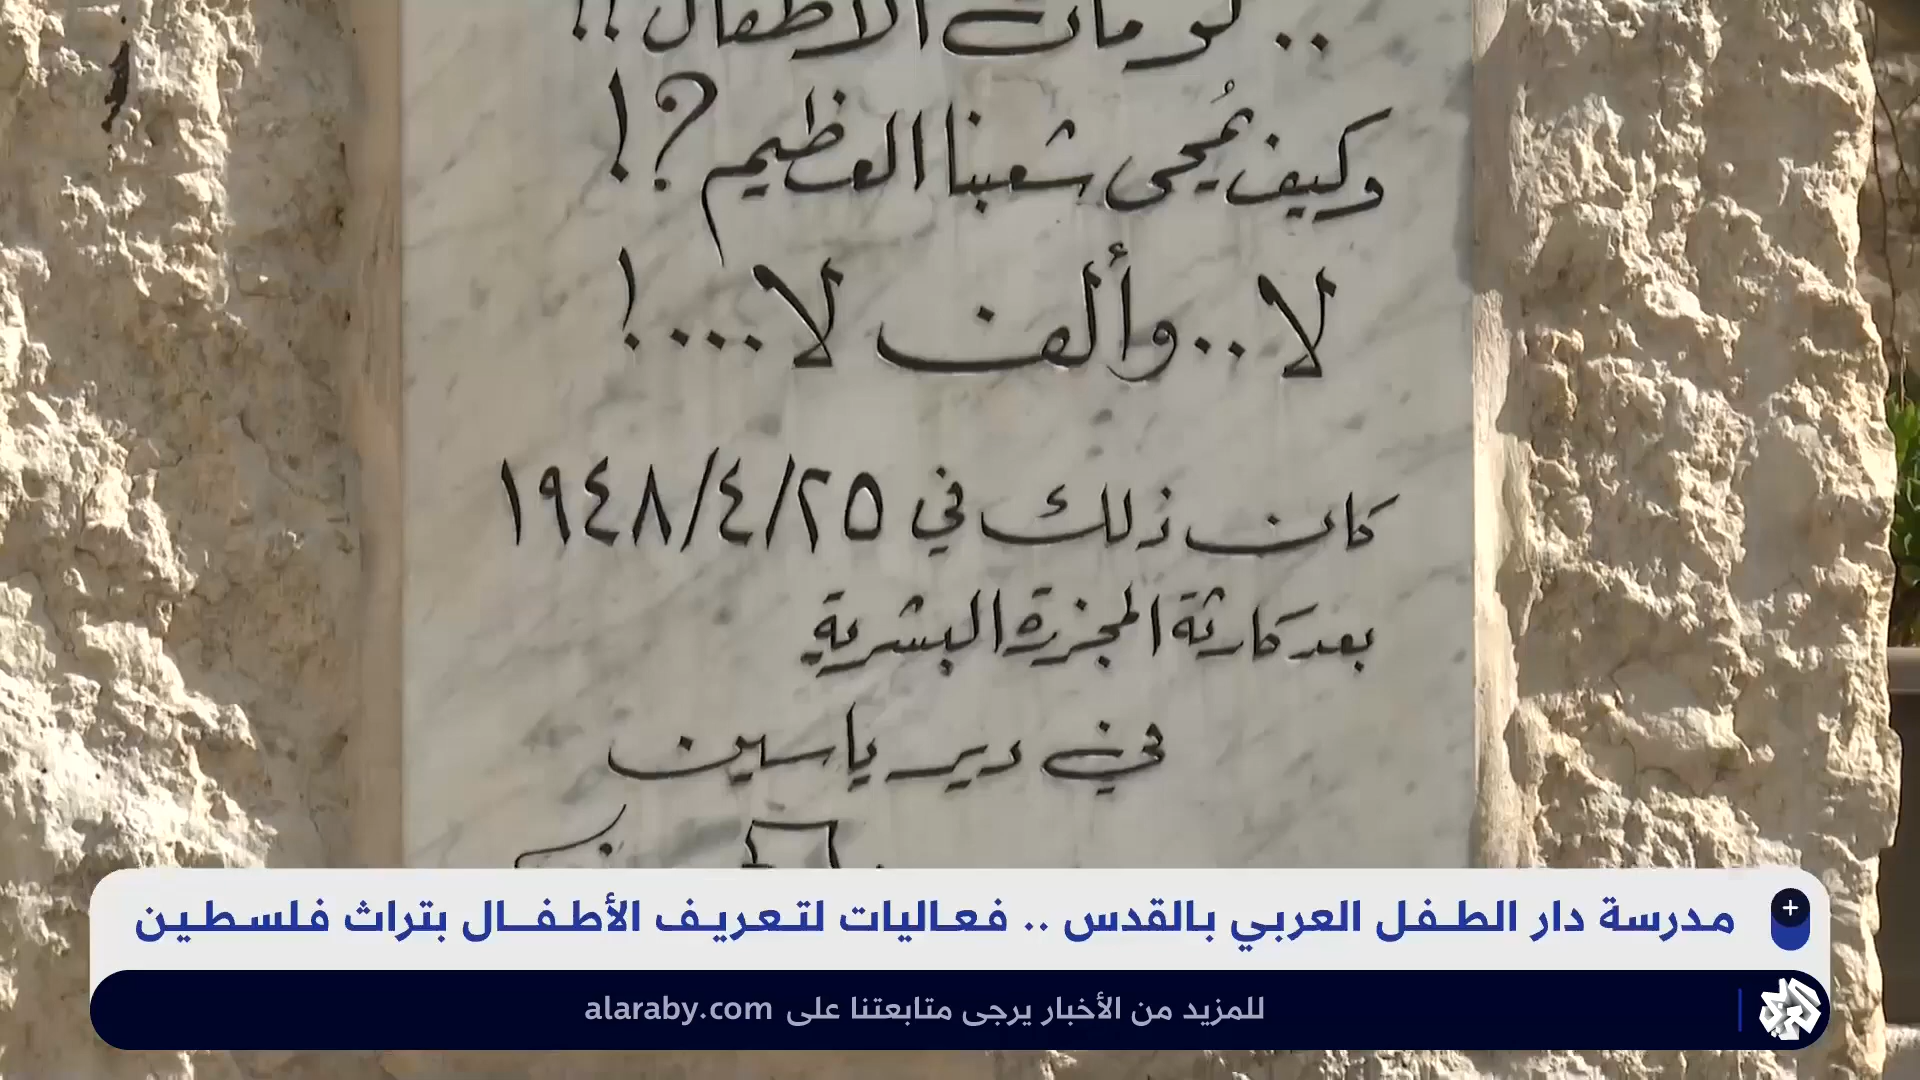 .. لو مات الأطفال !!
وكيف يُمحى شعبنا العظيم ؟!
لا .. وألف لا ....!
كان ذلك في ٢٥/٤/١٩٤٨
بعد كارثة المجزرة البشرية
في دير ياسين
مدرسة دار الطفل العربي بالقدس .. فعاليات لتعريف الأطفال بتراث فلسطين
للمزيد من الأخبار يرجى متابعتنا على alaraby.com